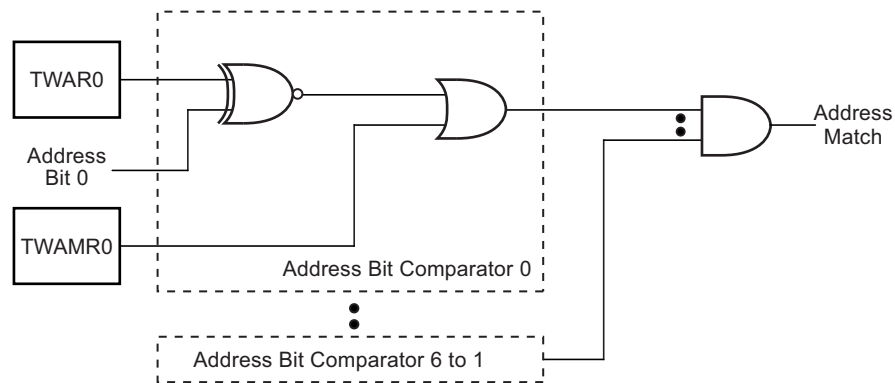 TWAR0
Address
Bit 0
TWAMR0
Address Bit Comparator 0
Address
Match
Address Bit Comparator 6 to 1